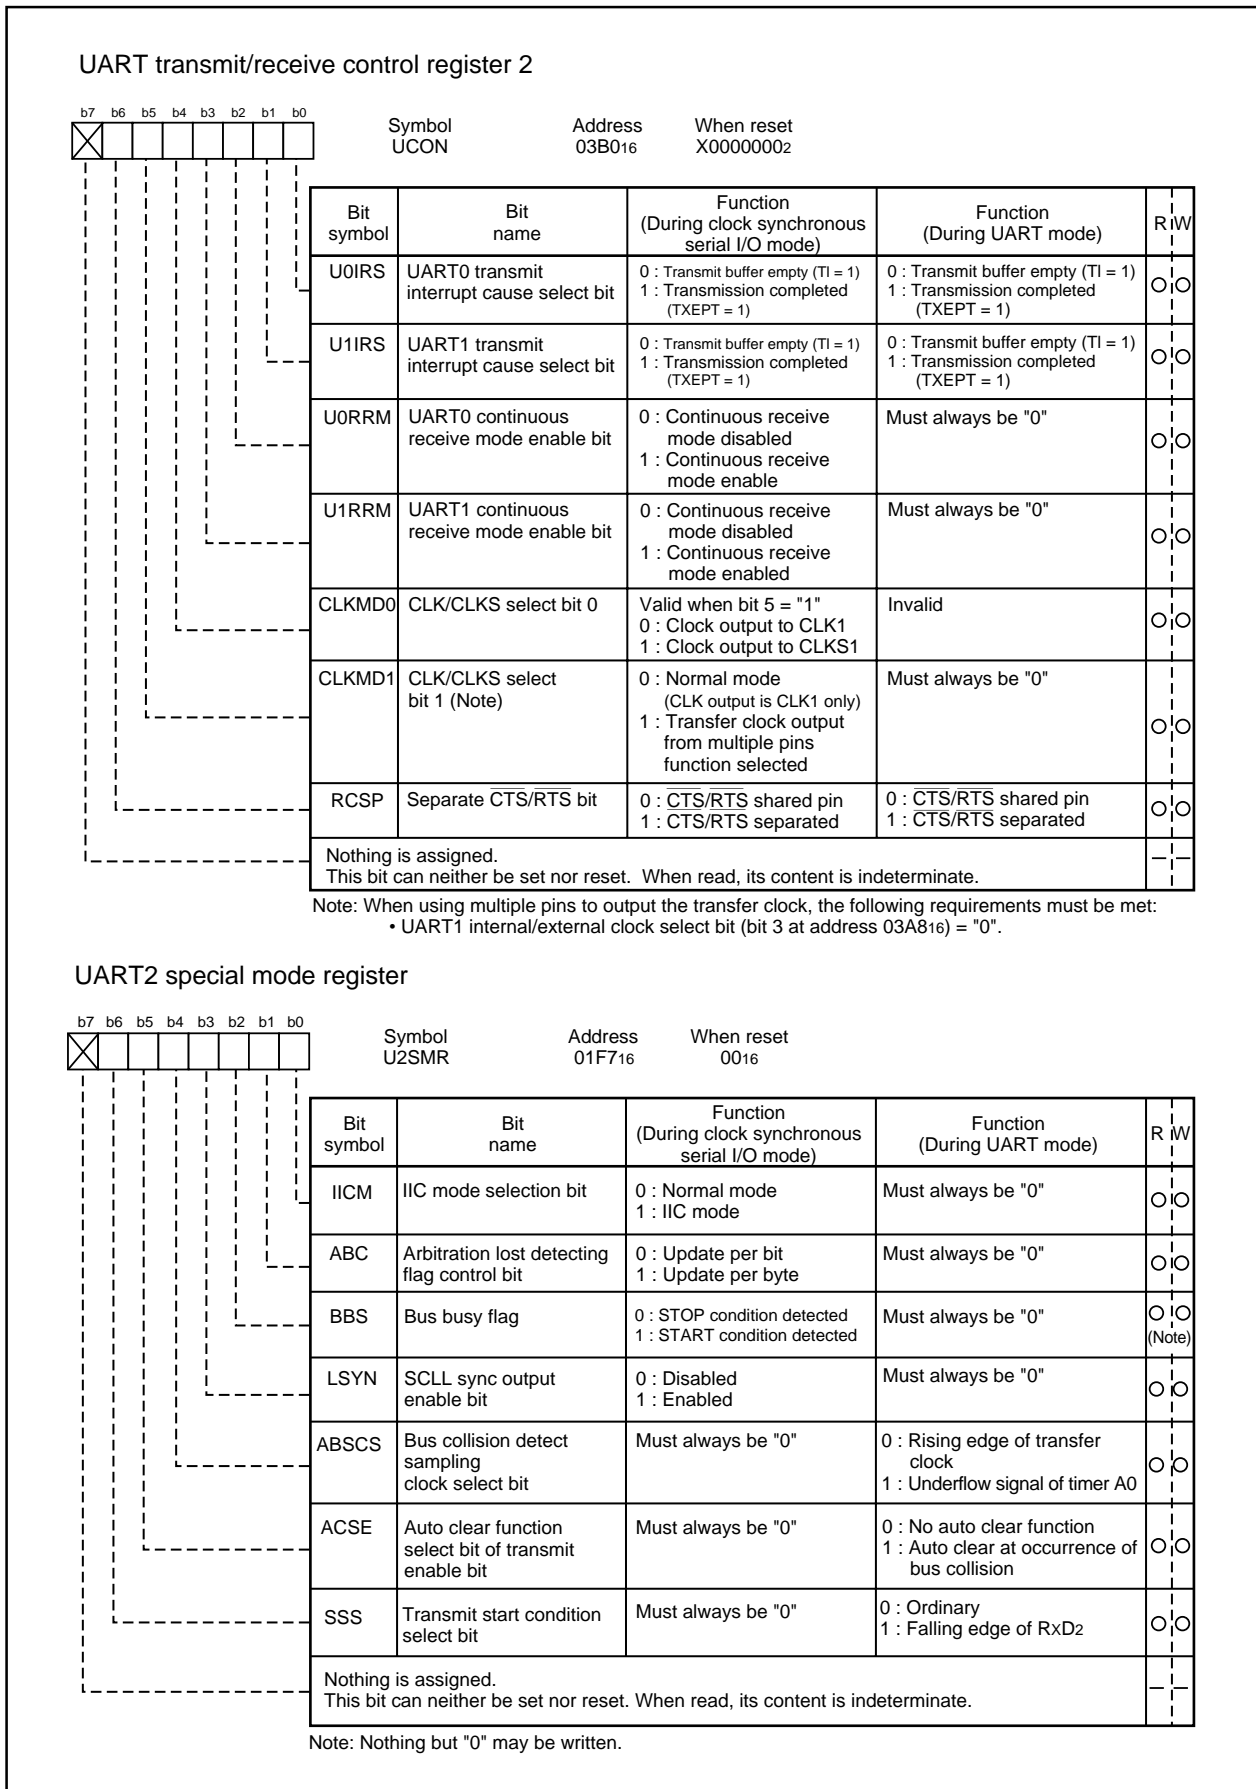 UART transmit/receive control register 2
b7 b6 b5 b4 b3 b2 b1 b0
Symbol Address When reset
UCON 03B016 X00000002
Bit symbol Bit name Function (During clock synchronous serial I/O mode) Function (During UART mode) R W
U0IRS UART0 transmit interrupt cause select bit 0 : Transmit buffer empty (Tl = 1) 1 : Transmission completed (TXEPT = 1) 0 : Transmit buffer empty (Tl = 1) 1 : Transmission completed (TXEPT = 1)
U1IRS UART1 transmit interrupt cause select bit 0 : Transmit buffer empty (Tl = 1) 1 : Transmission completed (TXEPT = 1) 0 : Transmit buffer empty (Tl = 1) 1 : Transmission completed (TXEPT = 1)
U0RRM UART0 continuous receive mode enable bit 0 : Continuous receive mode disabled 1 : Continuous receive mode enable Must always be "0"
U1RRM UART1 continuous receive mode enable bit 0 : Continuous receive mode disabled 1 : Continuous receive mode enabled Must always be "0"
CLKMD0 CLK/CLKS select bit 0 Valid when bit 5 = "1" 0 : Clock output to CLK1 1 : Clock output to CLKS1 Invalid
CLKMD1 CLK/CLKS select bit 1 (Note) 0 : Normal mode (CLK output is CLK1 only) 1 : Transfer clock output from multiple pins function selected Must always be "0"
RCSP Separate CTS/RTS bit 0 : CTS/RTS shared pin 1 : CTS/RTS separated 0 : CTS/RTS shared pin 1 : CTS/RTS separated
Nothing is assigned.
This bit can neither be set nor reset. When read, its content is indeterminate. – –
Note: When using multiple pins to output the transfer clock, the following requirements must be met:
• UART1 internal/external clock select bit (bit 3 at address 03A816) = "0".
UART2 special mode register
b7 b6 b5 b4 b3 b2 b1 b0
Symbol Address When reset
U2SMR 01F716 0016
Bit symbol Bit name Function (During clock synchronous serial I/O mode) Function (During UART mode) R W
IICM IIC mode selection bit 0 : Normal mode 1 : IIC mode Must always be "0"
ABC Arbitration lost detecting flag control bit 0 : Update per bit 1 : Update per byte Must always be "0"
BBS Bus busy flag 0 : STOP condition detected 1 : START condition detected Must always be "0" (Note)
LSYN SCLL sync output enable bit 0 : Disabled 1 : Enabled Must always be "0"
ABSCS Bus collision detect sampling clock select bit Must always be "0" 0 : Rising edge of transfer clock 1 : Underflow signal of timer A0
ACSE Auto clear function select bit of transmit enable bit Must always be "0" 0 : No auto clear function 1 : Auto clear at occurrence of bus collision
SSS Transmit start condition select bit Must always be "0" 0 : Ordinary 1 : Falling edge of RXD2
Nothing is assigned.
This bit can neither be set nor reset. When read, its content is indeterminate. – –
Note: Nothing but "0" may be written.